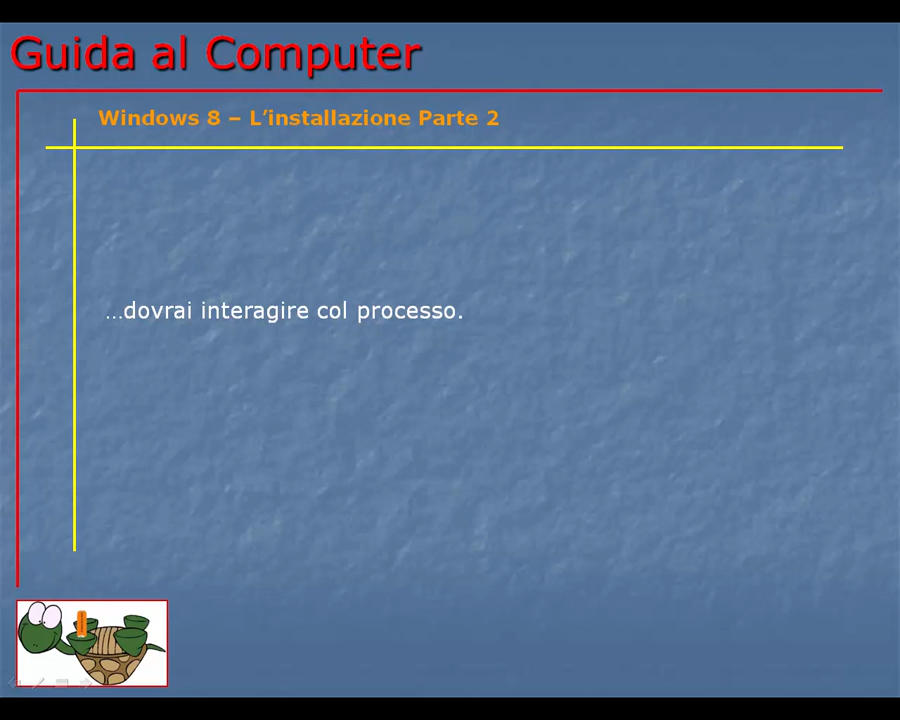 Guida al Computer
Windows 8 – L’installazione Parte 2
…dovrai interagire col processo.